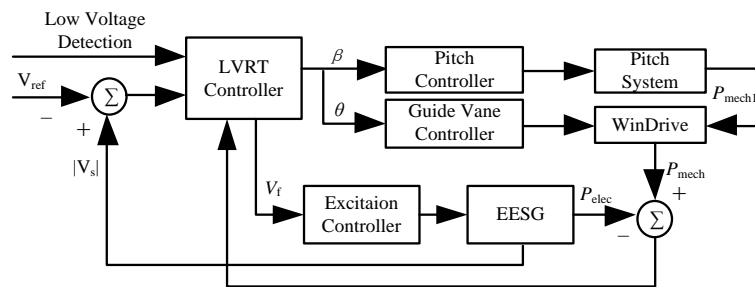 Low Voltage
Detection
V_ref
−
+
Σ
|V_s|
LVRT
Controller
β
θ
V_f
Pitch
Controller
Guide Vane
Controller
Excitaion
Controller
EESG
Pitch
System
WinDrive
P_mech1
P_mech
P_elec
+
−
Σ